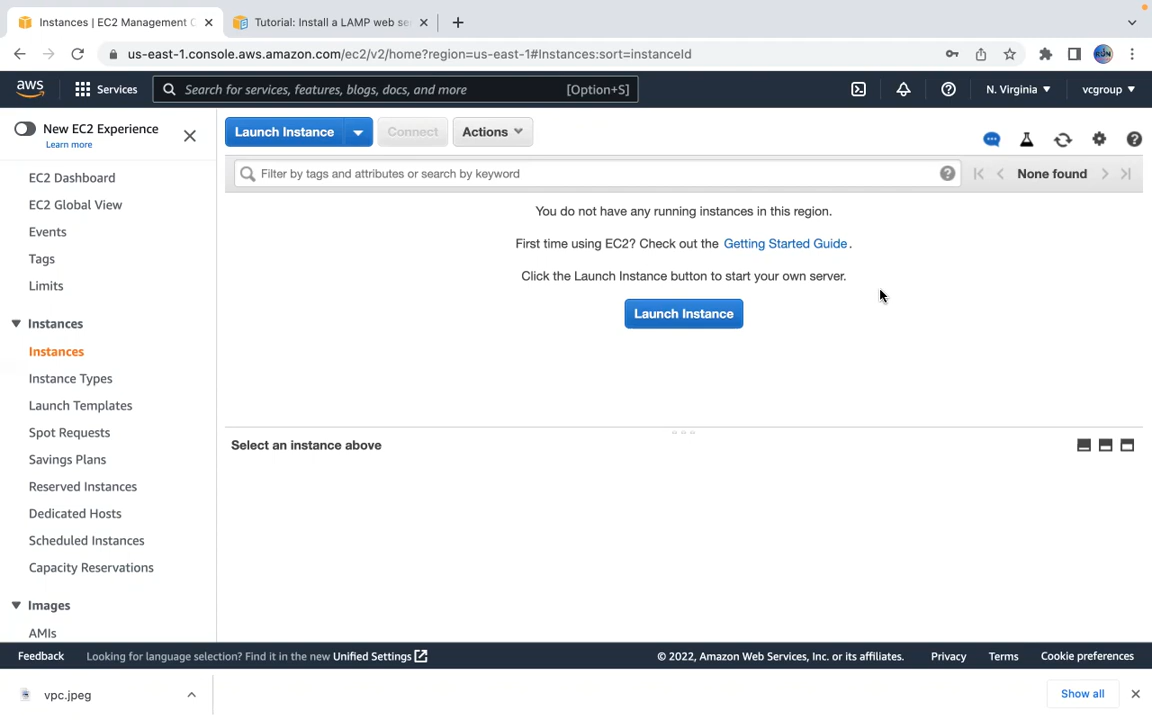 Instances | EC2 Management C
Tutorial: Install a LAMP web se
us-east-1.console.aws.amazon.com/ec2/v2/home?region=us-east-1#Instances:sort=instanceId
aws
Services
Search for services, features, blogs, docs, and more
[Option+S]
N. Virginia
vcgroup
New EC2 Experience
Learn more
EC2 Dashboard
EC2 Global View
Events
Tags
Limits
Instances
Instances
Instance Types
Launch Templates
Spot Requests
Savings Plans
Reserved Instances
Dedicated Hosts
Scheduled Instances
Capacity Reservations
Images
AMIs
Launch Instance
Connect
Actions
Filter by tags and attributes or search by keyword
None found
You do not have any running instances in this region.
First time using EC2? Check out the Getting Started Guide.
Click the Launch Instance button to start your own server.
Launch Instance
Select an instance above
Feedback
Looking for language selection? Find it in the new Unified Settings
© 2022, Amazon Web Services, Inc. or its affiliates.
Privacy
Terms
Cookie preferences
vpc.jpeg
Show all